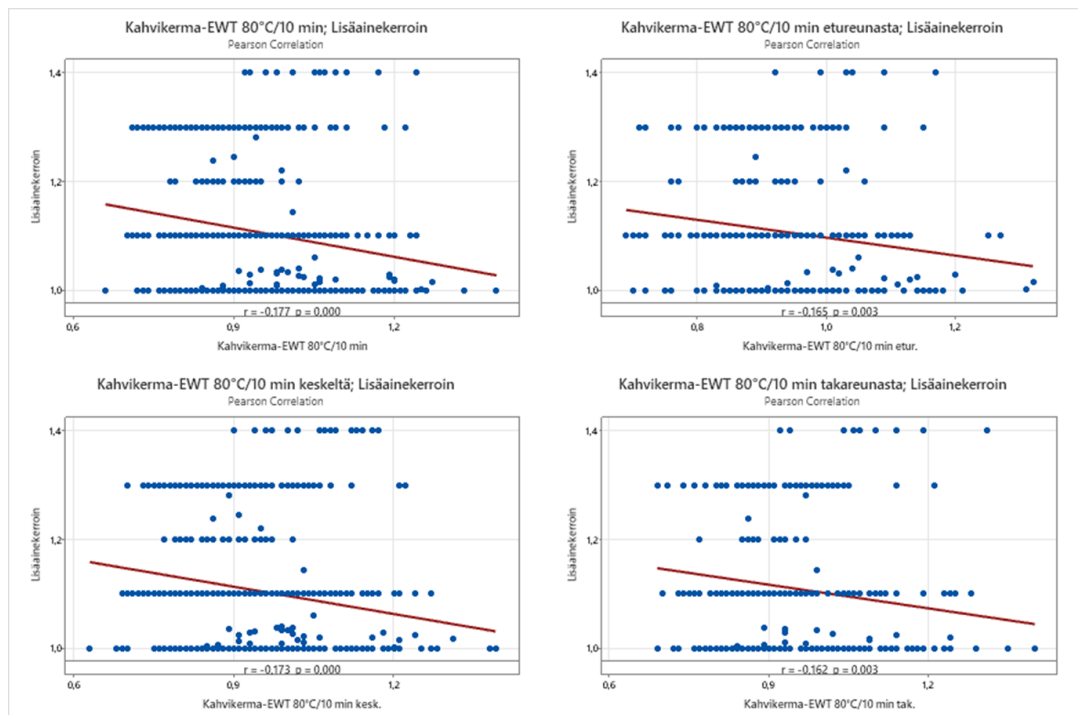 Kahvikerma-EWT 80°C/10 min; Lisäainekerroin
Pearson Correlation
Lisäainekerroin
1,4
1,2
1,0
r = -0,177 p = 0,000
0,6 0,9 1,2
Kahvikerma-EWT 80°C/10 min
Kahvikerma-EWT 80°C/10 min etureunasta; Lisäainekerroin
Pearson Correlation
Lisäainekerroin
1,4
1,2
1,0
r = -0,165 p = 0,003
0,8 1,0 1,2
Kahvikerma-EWT 80°C/10 min etur.
Kahvikerma-EWT 80°C/10 min keskeltä; Lisäainekerroin
Pearson Correlation
Lisäainekerroin
1,4
1,2
1,0
r = -0,173 p = 0,000
0,6 0,9 1,2
Kahvikerma-EWT 80°C/10 min kesk.
Kahvikerma-EWT 80°C/10 min takareunasta; Lisäainekerroin
Pearson Correlation
Lisäainekerroin
1,4
1,2
1,0
r = -0,162 p = 0,003
0,6 0,9 1,2
Kahvikerma-EWT 80°C/10 min tak.